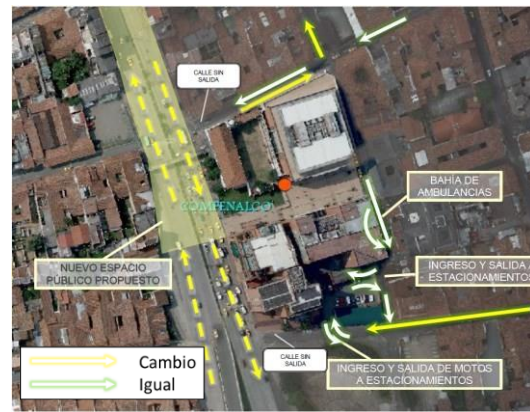 CALLE SIN
SALIDA
COMFENALCO
BAHÍA DE
AMBULANCIAS
NUEVO ESPACIO
PÚBLICO PROPUESTO
INGRESO Y SALIDA A
ESTACIONAMIENTOS
Cambio
Igual
CALLE SIN
SALIDA
INGRESO Y SALIDA DE MOTOS
A ESTACIONAMIENTOS